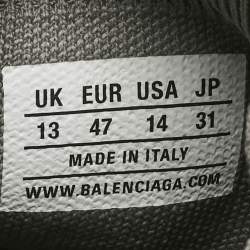 UK EUR USA JP
13 47 14 31
MADE IN ITALY
WWW.BALENCIAGA.COM